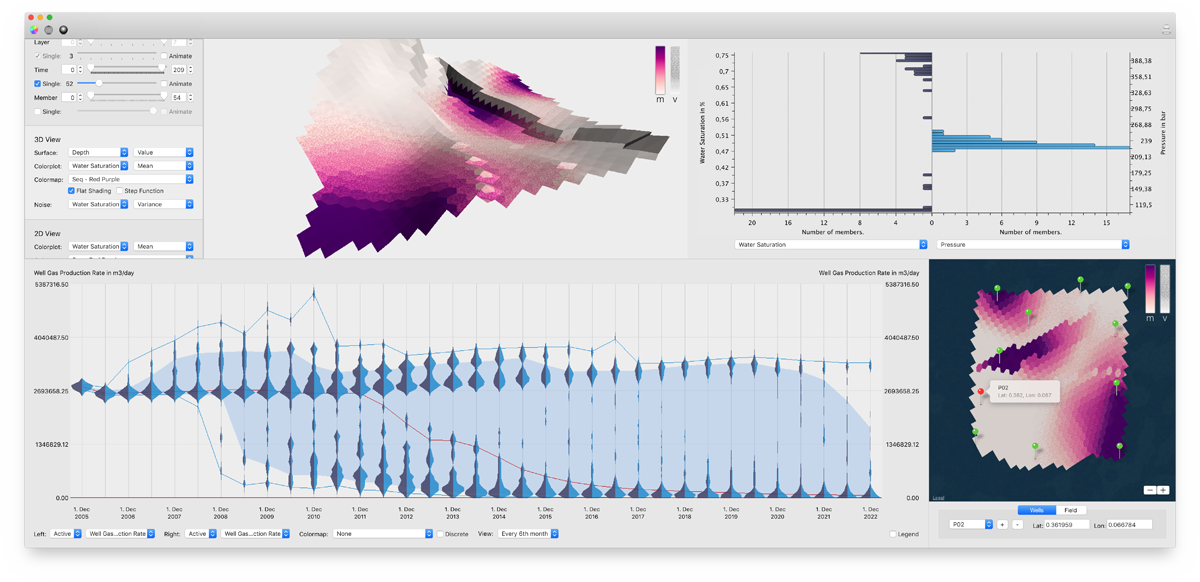 Layer 0 7
Single: 3 Animate
Time 0 209
Single: 52 Animate
Member 0 54
Single: Animate
3D View
Surface: Depth Value
Colorplot: Water Saturation Mean
Colormap: Seq - Red Purple
Flat Shading Step Function
Noise: Water Saturation Variance
2D View
Colorplot: Water Saturation Mean
m v
Water Saturation in %
0,75
0,7
0,65
0,61
0,56
0,51
0,47
0,42
0,37
0,33
20 16 12 8 4 0 3 6 9 12 15
Number of members. Number of members.
388,38
358,51
328,63
298,75
268,88
239
209,13
179,25
149,38
119,5
Pressure in bar
Water Saturation Pressure
Well Gas Production Rate in m3/day Well Gas Production Rate in m3/day
5387316.50 5387316.50
4040487.50 4040487.50
2693658.25 2693658.25
1346829.12 1346829.12
0.00 0.00
1. Dec 1. Dec 1. Dec 1. Dec 1. Dec 1. Dec 1. Dec 1. Dec 1. Dec 1. Dec 1. Dec 1. Dec 1. Dec 1. Dec 1. Dec 1. Dec 1. Dec 1. Dec
2005 2006 2007 2008 2009 2010 2011 2012 2013 2014 2015 2016 2017 2018 2019 2020 2021 2022
Left: Active Well Gas...ction Rate Right: Active Well Gas...ction Rate Colormap: None Discrete View: Every 6th month Legend
m v
P02
Lat: 0.362, Lon: 0.067
Legal
− +
Wells Field
P02 + - Lat: 0.361959 Lon: 0.066784